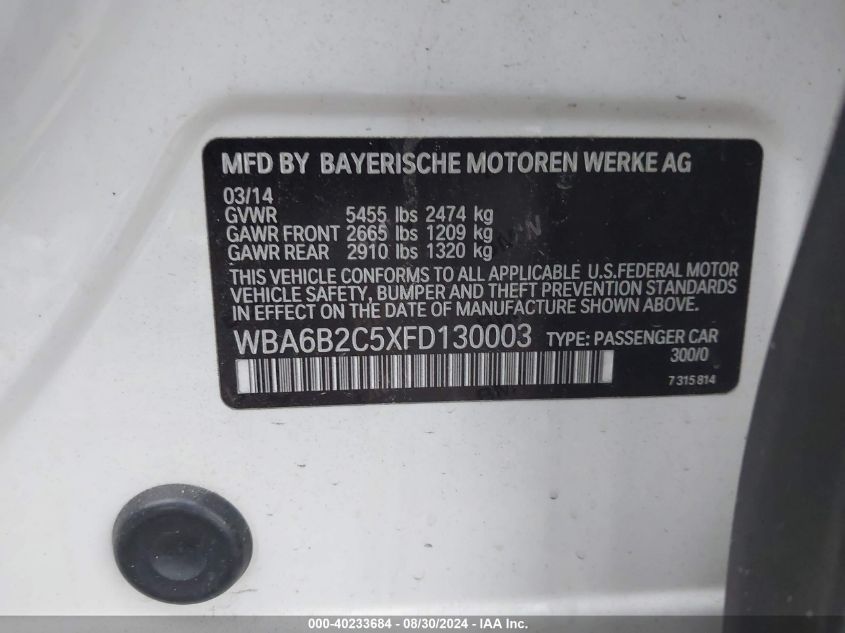 MFD BY BAYERISCHE MOTOREN WERKE AG
03/14
GVWR 5455 lbs 2474 kg
GAWR FRONT 2665 lbs 1209 kg
GAWR REAR 2910 lbs 1320 kg
THIS VEHICLE CONFORMS TO ALL APPLICABLE U.S.FEDERAL MOTOR
VEHICLE SAFETY, BUMPER AND THEFT PREVENTION STANDARDS
IN EFFECT ON THE DATE OF MANUFACTURE SHOWN ABOVE.
WBA6B2C5XFD130003 TYPE: PASSENGER CAR
300/0
7315814
000-40233684 - 08/30/2024 - IAA Inc.